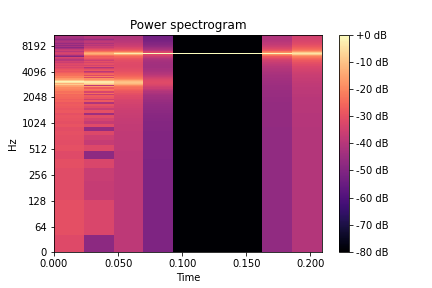 Power spectrogram
Hz
8192
4096
2048
1024
512
256
128
64
0
0.000
0.050
0.100
0.150
0.200
Time
+0 dB
-10 dB
-20 dB
-30 dB
-40 dB
-50 dB
-60 dB
-70 dB
-80 dB